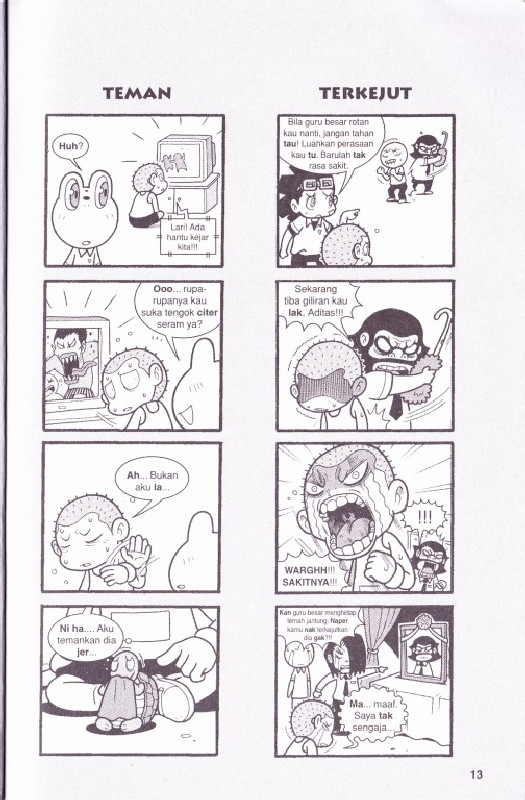 TEMAN
Huh?
Lari! Ada
hantu kejar
kita!!!
Ooo... rupa-
rupanya kau
suka tengok citer
seram ya?
Ah... Bukan
aku la...
Ni ha.... Aku
temankan dia
jer...
TERKEJUT
Bila guru besar rotan
kau nanti, jangan tahan
tau! Luahkan perasaan
kau tu. Barulah tak
rasa sakit.
Sekarang
tiba giliran kau
lak, Aditas!!!
!!!
WARGHH!!!
SAKITNYA!!!
Kan guru besar menghidap
lemah jantung. Naper
kamu nak terkejutkan
dia gak?!!
Ma... maaf.
Saya tak
sengaja...
13